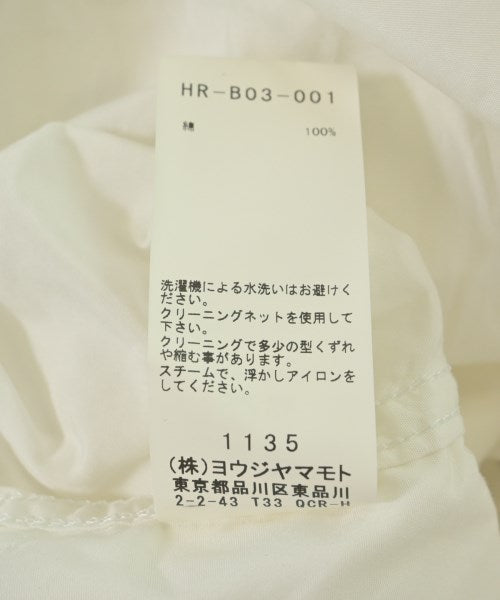 HR-B03-001
綿 100%
洗濯機による水洗いはお避けく
ださい。
クリーニングネットを使用して
下さい。
クリーニングで多少の型くずれ
や縮む事があります。
スチームで、浮かしアイロンを
してください。
1135
(株)ヨウジヤマモト
東京都品川区東品川
2-2-43 T33 QCR-H